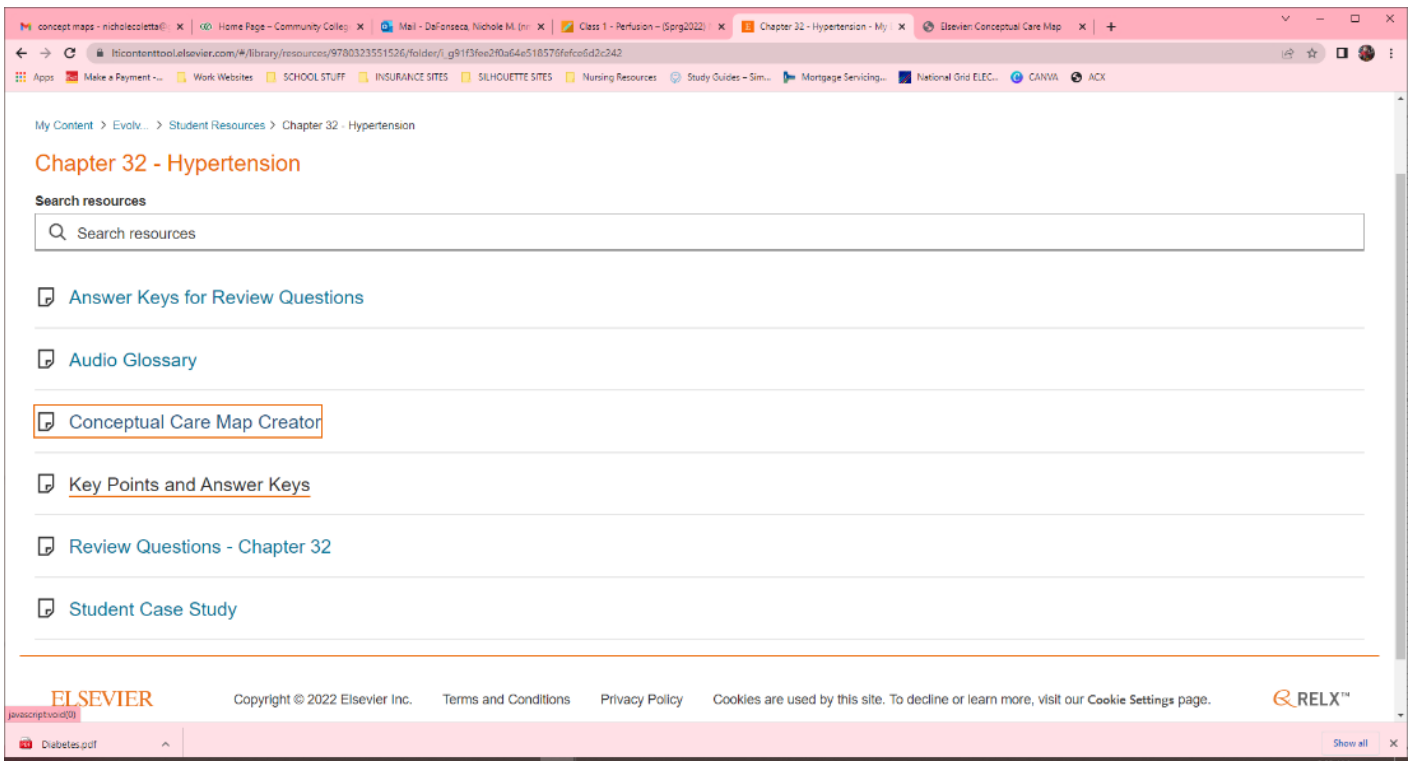 concept maps - nicholecoletta@
Home Page – Community Colleg
Mail - DaFonseca, Nichole M. (nr
Class 1 - Perfusion – (Sprg2022)
Chapter 32 - Hypertension - My
Elsevier: Conceptual Care Map
lticontenttool.elsevier.com/#/library/resources/9780323551526/folder/
Apps Make a Payment -... Work Websites SCHOOL STUFF INSURANCE SITES SILHOUETTE SITES Nursing Resources Study Guides – Sim... Mortgage Servicing... National Grid ELEC... CANVA ACX
My Content > Evolv... > Student Resources > Chapter 32 - Hypertension
Chapter 32 - Hypertension
Search resources
Search resources
Answer Keys for Review Questions
Audio Glossary
Conceptual Care Map Creator
Key Points and Answer Keys
Review Questions - Chapter 32
Student Case Study
ELSEVIER Copyright © 2022 Elsevier Inc. Terms and Conditions Privacy Policy Cookies are used by this site. To decline or learn more, visit our Cookie Settings page. RELX™
javascript:void(0)
Diabetes.pdf Show all